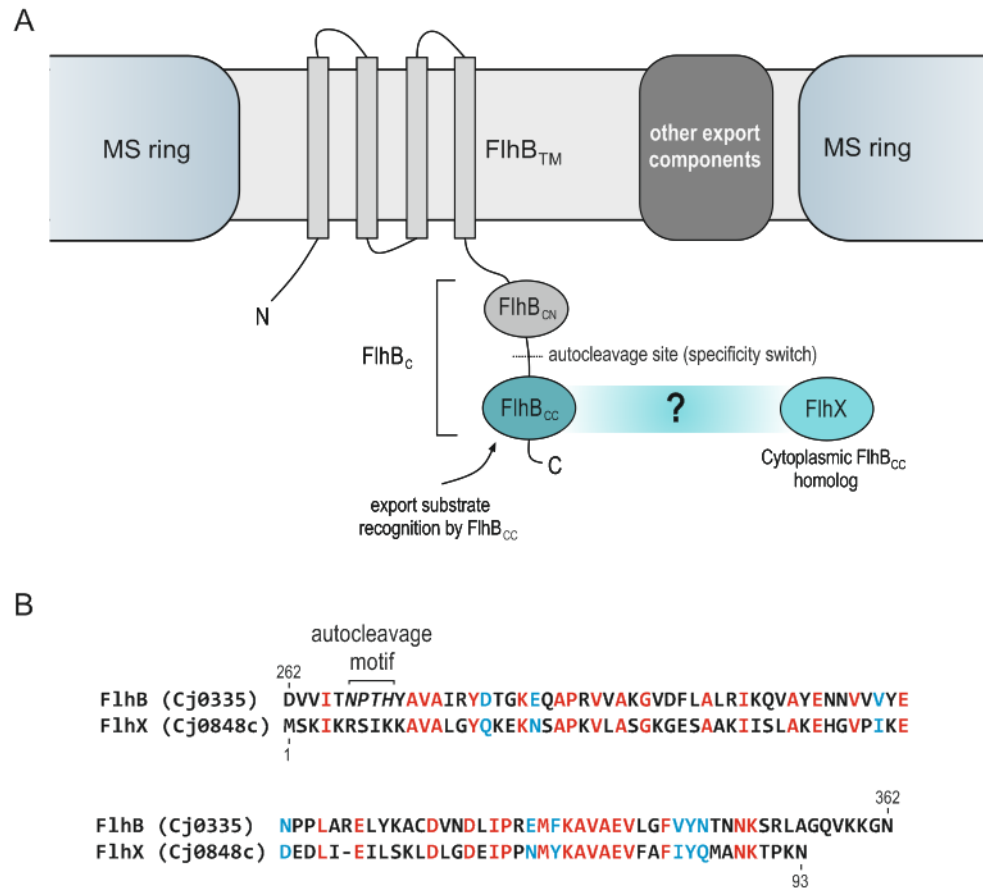 A
MS ring
FlhB_TM
other export
components
MS ring
N
FlhB_CN
FlhB_C
autocleavage site (specificity switch)
FlhB_CC
?
FlhX
C
Cytoplasmic FlhB_CC
homolog
export substrate
recognition by FlhB_CC
B
autocleavage
motif
262
FlhB (Cj0335) DVVITNPTHYAVAIRYDTGKEQAPRVVAKGVDFLALRIKQVAYENNVVVYE
FlhX (Cj0848c) MSKIKRSIKKAVALGYQKEKNSAPKVLASGKGESAAKIISLAKEHGVPIKE
1
362
FlhB (Cj0335) NPPLARELYKACDVNDLIPREMFKAVAEVLGFVYNTNNKSRLAGQVKKGN
FlhX (Cj0848c) DEDLI-EILSKLDLGDEIPPNMYKAVAEVFAFIYQMANKTPKN
93